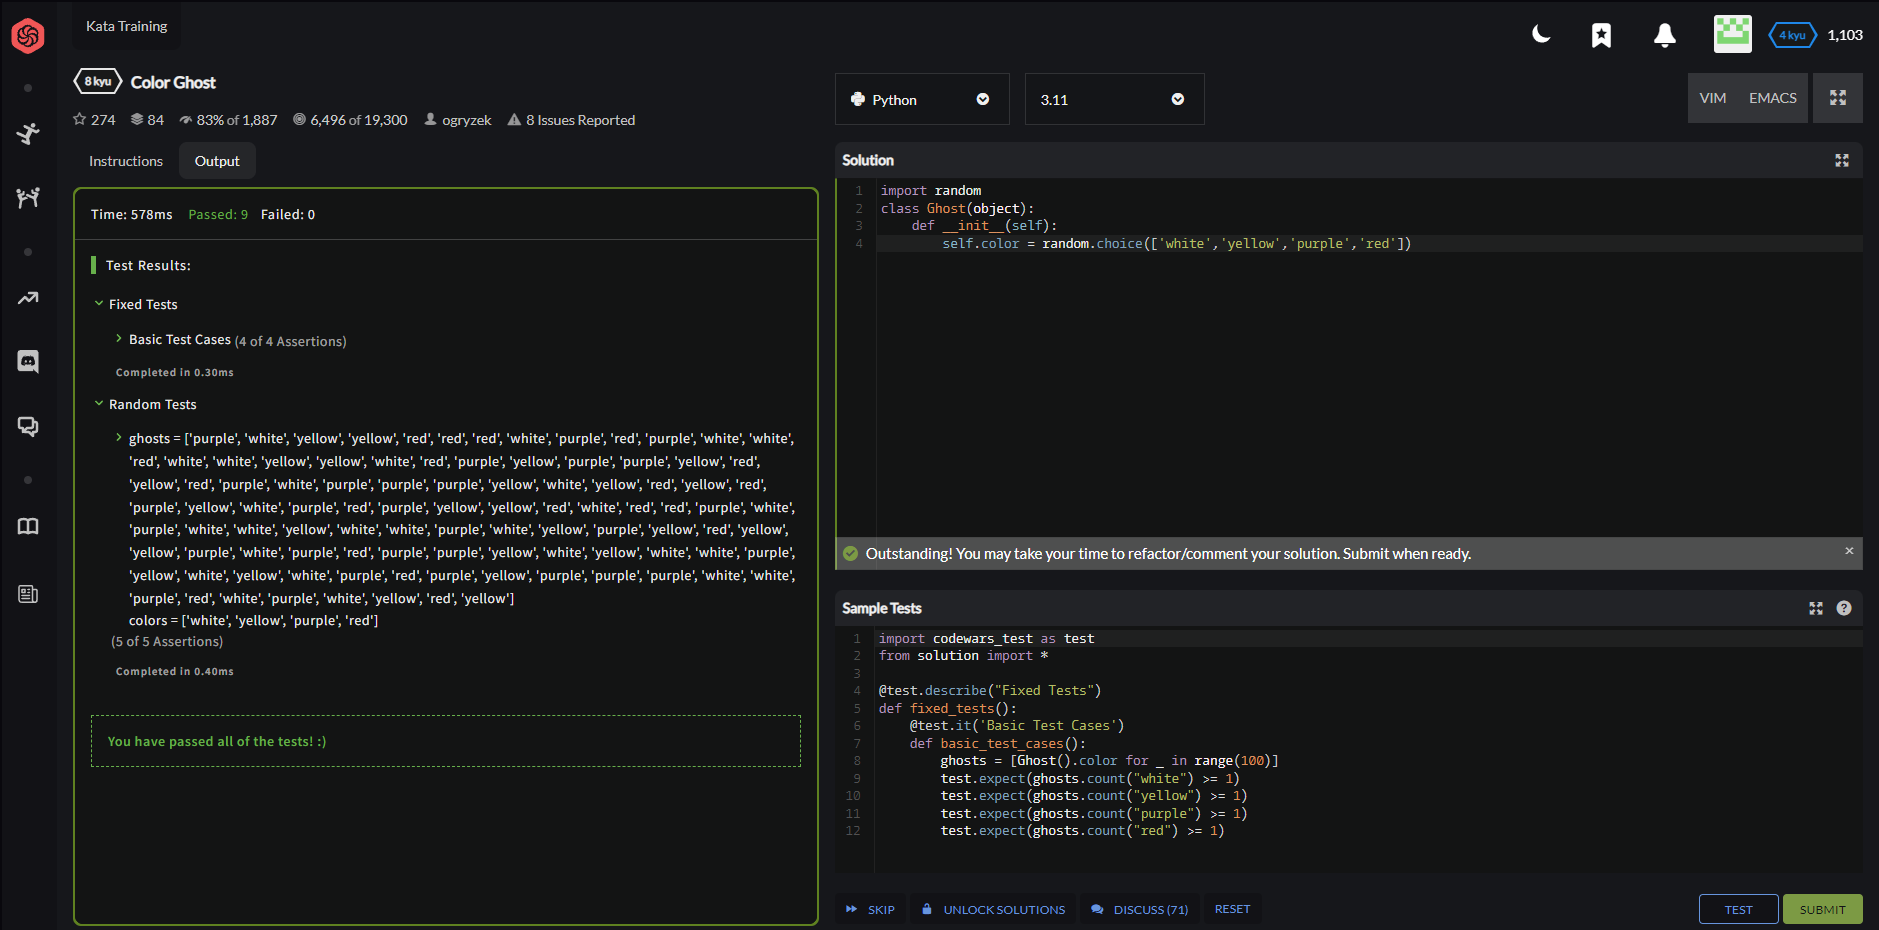 Kata Training
4 kyu 1,103
8 kyu Color Ghost
274 84 83% of 1,887 6,496 of 19,300 ogryzek 8 Issues Reported
Instructions Output
Time: 578ms Passed: 9 Failed: 0
Test Results:
Fixed Tests
Basic Test Cases (4 of 4 Assertions)
Completed in 0.30ms
Random Tests
ghosts = ['purple', 'white', 'yellow', 'yellow', 'red', 'red', 'red', 'white', 'purple', 'red', 'purple', 'white', 'white',
'red', 'white', 'white', 'yellow', 'yellow', 'white', 'red', 'purple', 'yellow', 'purple', 'purple', 'yellow', 'red',
'yellow', 'red', 'purple', 'white', 'purple', 'purple', 'purple', 'yellow', 'white', 'yellow', 'red', 'yellow', 'red',
'purple', 'yellow', 'white', 'purple', 'red', 'purple', 'yellow', 'yellow', 'red', 'white', 'red', 'red', 'purple', 'white',
'purple', 'white', 'white', 'yellow', 'white', 'white', 'purple', 'white', 'yellow', 'purple', 'yellow', 'red', 'yellow',
'yellow', 'purple', 'white', 'purple', 'red', 'purple', 'purple', 'yellow', 'white', 'yellow', 'white', 'white', 'purple',
'yellow', 'white', 'yellow', 'white', 'purple', 'red', 'purple', 'yellow', 'purple', 'purple', 'purple', 'white', 'white',
'purple', 'red', 'white', 'purple', 'white', 'yellow', 'red', 'yellow']
colors = ['white', 'yellow', 'purple', 'red']
(5 of 5 Assertions)
Completed in 0.40ms
You have passed all of the tests! :)
Python 3.11 VIM EMACS
Solution
1 import random
2 class Ghost(object):
3     def __init__(self):
4         self.color = random.choice(['white','yellow','purple','red'])
Outstanding! You may take your time to refactor/comment your solution. Submit when ready. ×
Sample Tests ?
1 import codewars_test as test
2 from solution import *
3
4 @test.describe("Fixed Tests")
5 def fixed_tests():
6     @test.it('Basic Test Cases')
7     def basic_test_cases():
8         ghosts = [Ghost().color for _ in range(100)]
9         test.expect(ghosts.count("white") >= 1)
10         test.expect(ghosts.count("yellow") >= 1)
11         test.expect(ghosts.count("purple") >= 1)
12         test.expect(ghosts.count("red") >= 1)
SKIP UNLOCK SOLUTIONS DISCUSS (71) RESET TEST SUBMIT